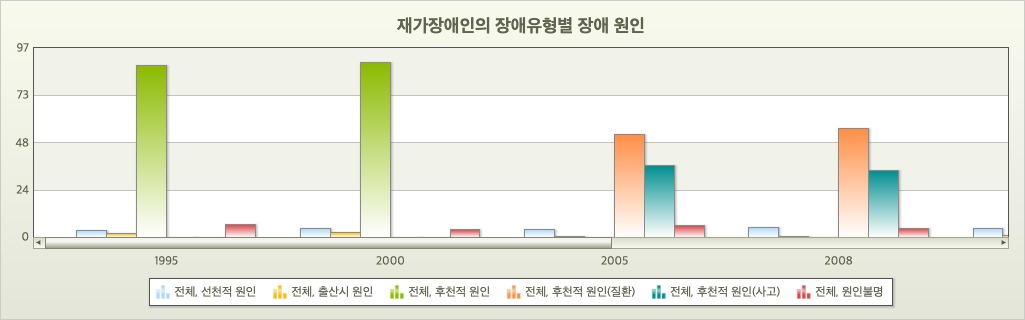 재가장애인의 장애유형별 장애 원인
97
73
48
24
0
1995 2000 2005 2008
전체, 선천적 원인 전체, 출산시 원인 전체, 후천적 원인 전체, 후천적 원인(질환) 전체, 후천적 원인(사고) 전체, 원인불명